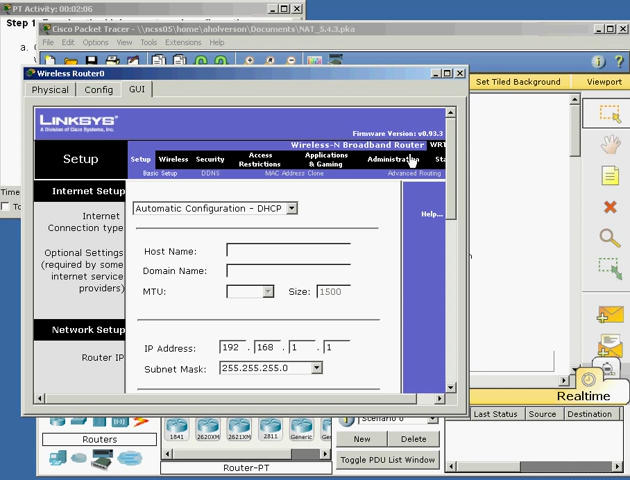 PT Activity: 00:02:06
Step 1
Cisco Packet Tracer - \\ncss05\home\aholverson\Documents\NAT_5.4.3.pka
File Edit Options View Tools Extensions Help
Set Tiled Background Viewport
Wireless Router0
Physical Config GUI
LINKSYS
A Division of Cisco Systems, Inc.
Firmware Version: v0.93.3
Wireless-N Broadband Router WRT
Setup
Setup Wireless Security Access Restrictions Applications & Gaming Administration Sta
Basic Setup DDNS MAC Address Clone Advanced Routing
Internet Setup
Internet Connection type
Automatic Configuration - DHCP
Help...
Optional Settings
(required by some
internet service
providers)
Host Name:
Domain Name:
MTU: Size: 1500
Network Setup
Router IP
IP Address: 192 . 168 . 1 . 1
Subnet Mask: 255.255.255.0
Time
To
Realtime
Routers
1841 2620XM 2621XM 2811 Generic Ger
Router-PT
Scenario 0
New Delete
Toggle PDU List Window
Last Status Source Destination